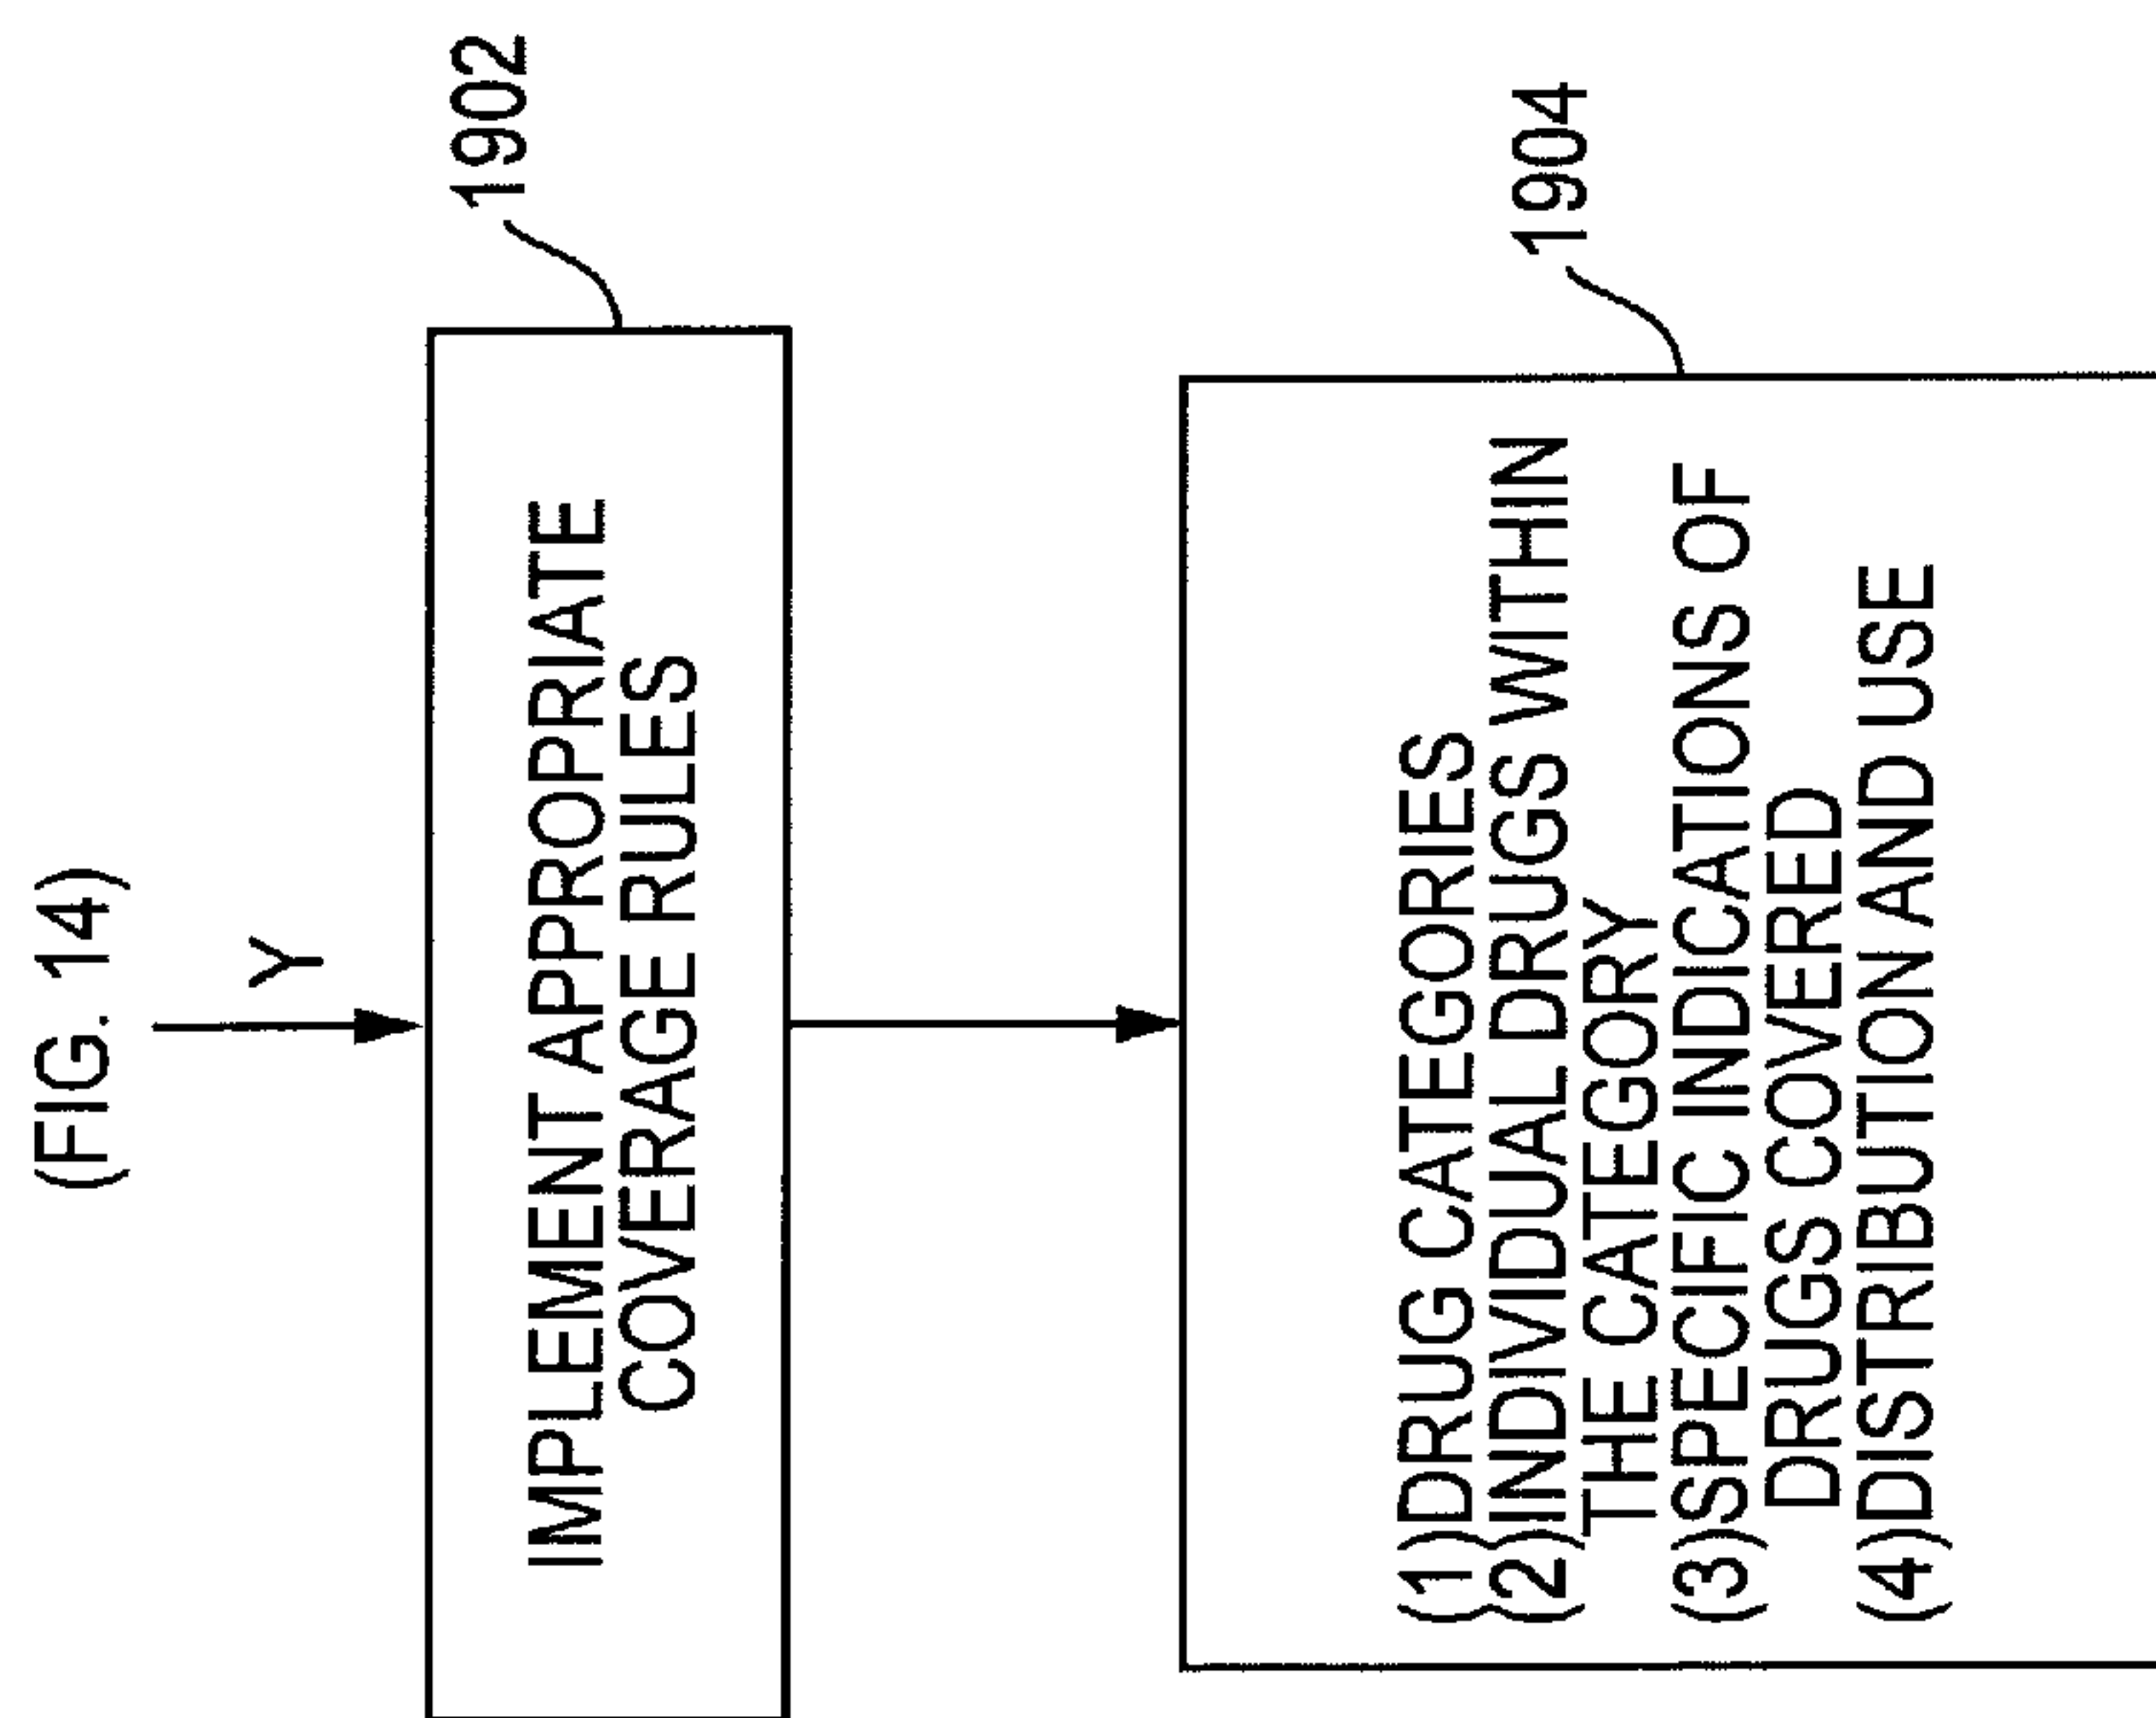 (FIG. 14)
Y
1902
IMPLEMENT APPROPRIATE
COVERAGE RULES
1904
(1)DRUG CATEGORIES
(2)INDIVIDUAL DRUGS WITHIN
THE CATEGORY
(3)SPECIFIC INDICATIONS OF
DRUGS COVERED
(4)DISTRIBUTION AND USE